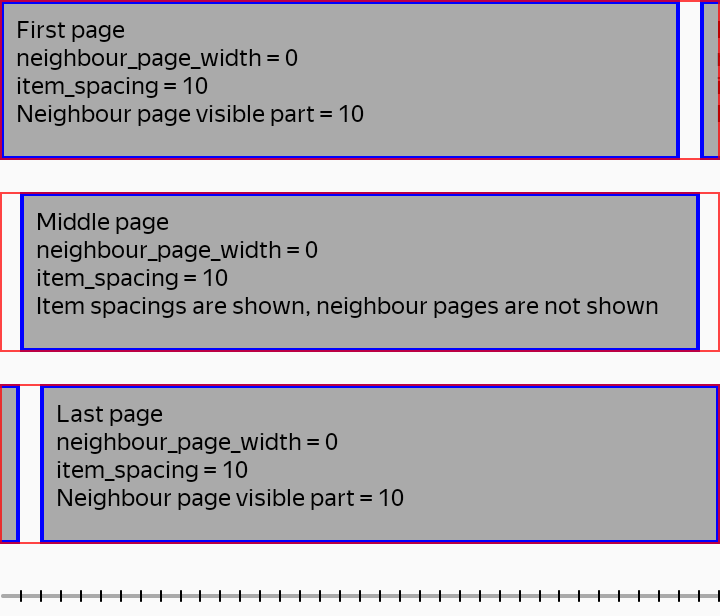 First page
neighbour_page_width = 0
item_spacing = 10
Neighbour page visible part = 10
Middle page
neighbour_page_width = 0
item_spacing = 10
Item spacings are shown, neighbour pages are not shown
Last page
neighbour_page_width = 0
item_spacing = 10
Neighbour page visible part = 10